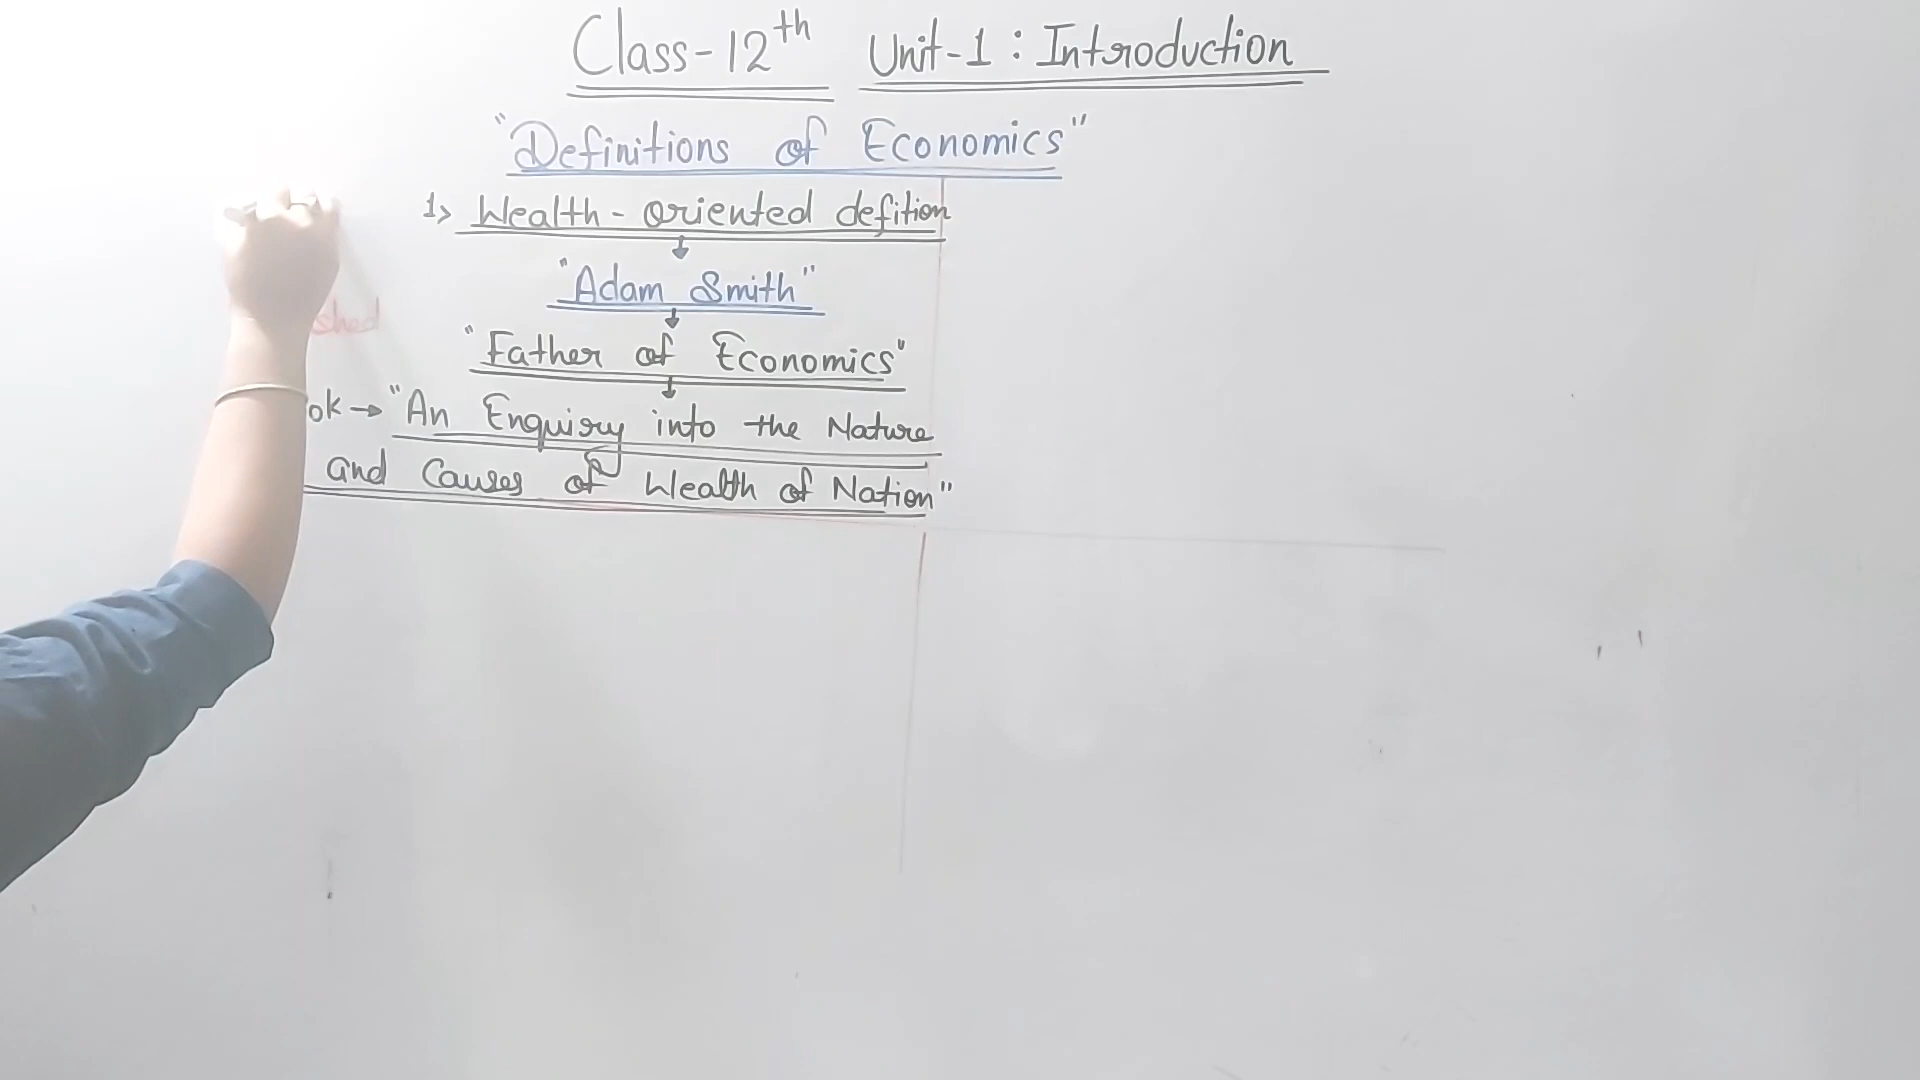 Class-12th Unit-1 : Introduction
"Definitions of Economics"
1> Wealth-oriented defition
"Adam Smith"
"Father of Economics"
ok → "An Enquiry into the Nature
and Causes of Wealth of Nation"
shed